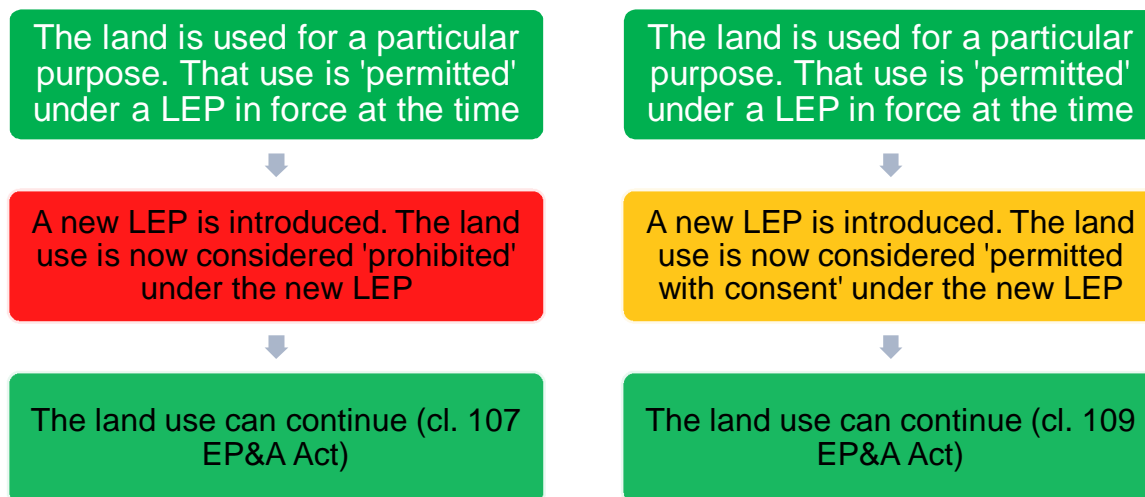 The land is used for a particular
purpose. That use is 'permitted'
under a LEP in force at the time
A new LEP is introduced. The land
use is now considered 'prohibited'
under the new LEP
The land use can continue (cl. 107
EP&A Act)
The land is used for a particular
purpose. That use is 'permitted'
under a LEP in force at the time
A new LEP is introduced. The land
use is now considered 'permitted
with consent' under the new LEP
The land use can continue (cl. 109
EP&A Act)